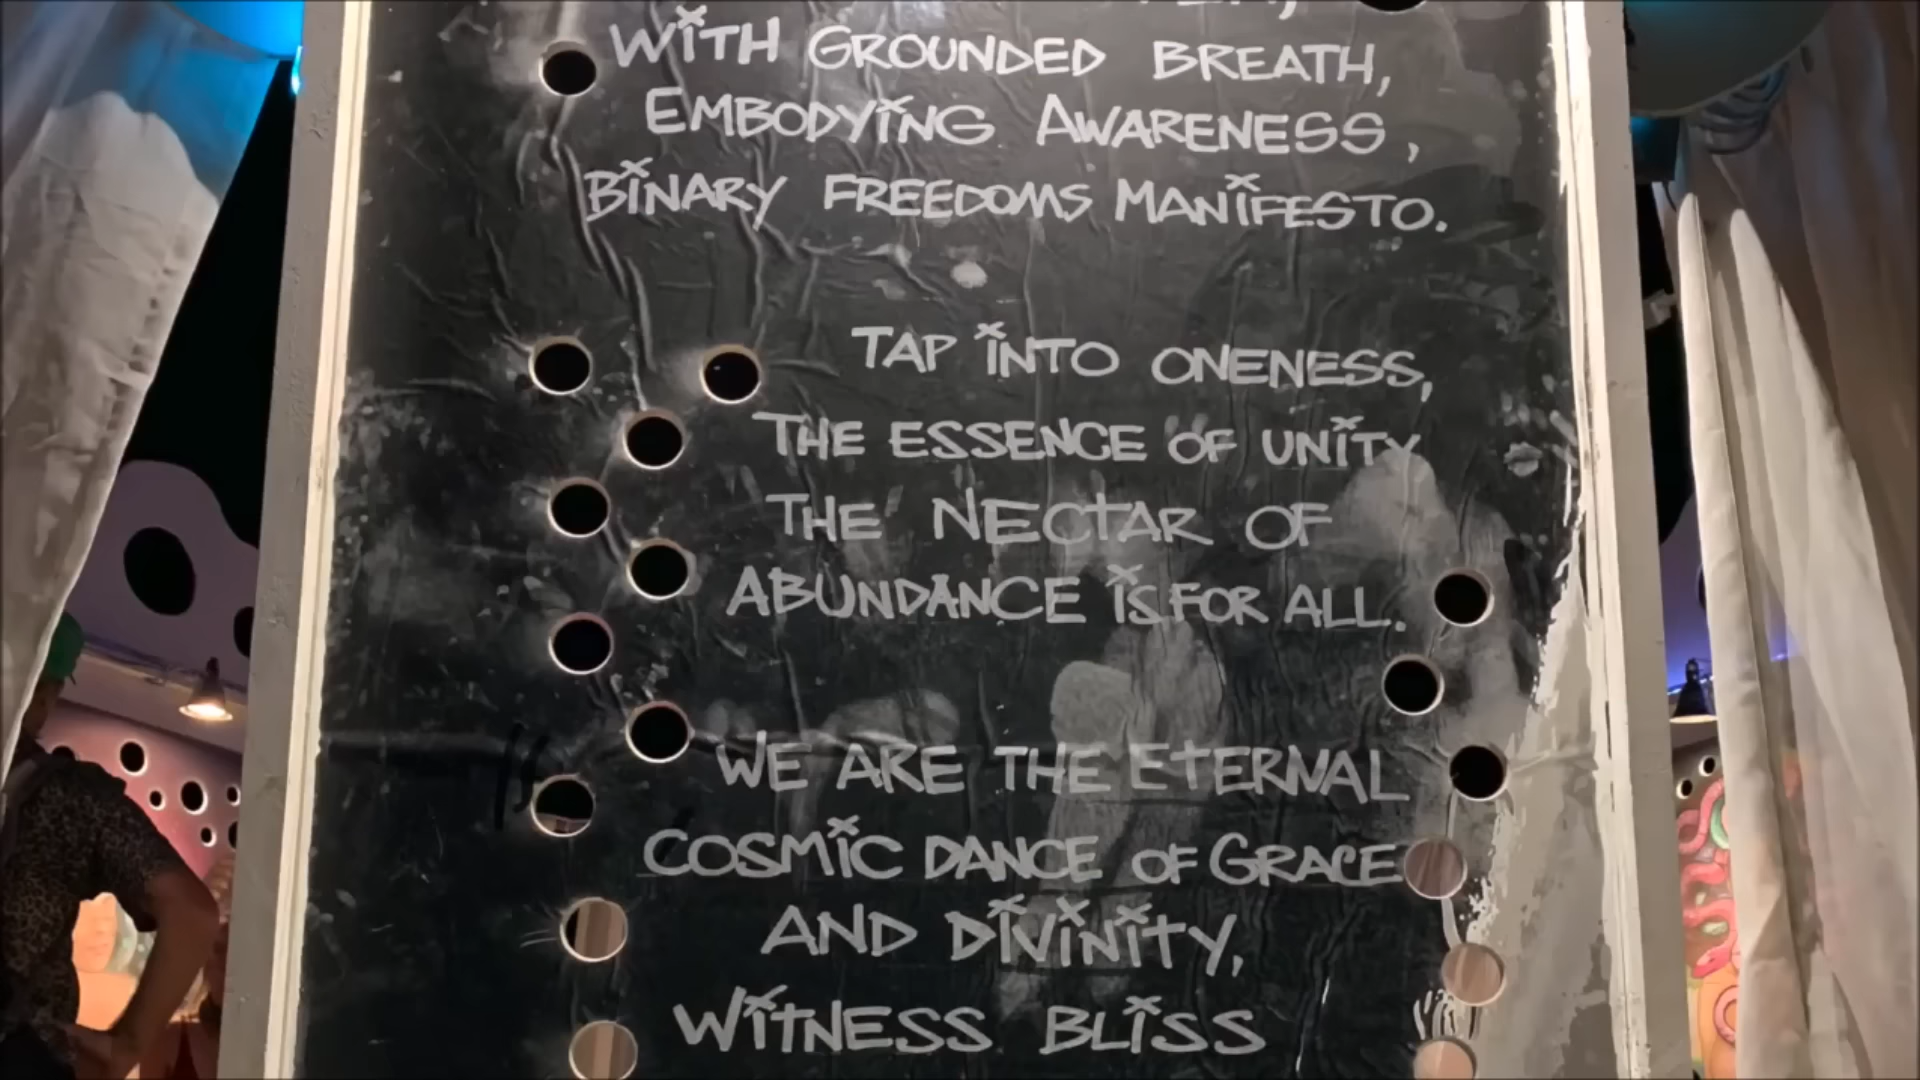 WITH GROUNDED BREATH,
EMBODYING AWARENESS,
BINARY FREEDOMS MANIFESTO.
TAP INTO ONENESS,
THE ESSENCE OF UNITY
THE NECTAR OF
ABUNDANCE IS FOR ALL.
WE ARE THE ETERNAL
COSMIC DANCE OF GRACE
AND DIVINITY,
WITNESS BLISS